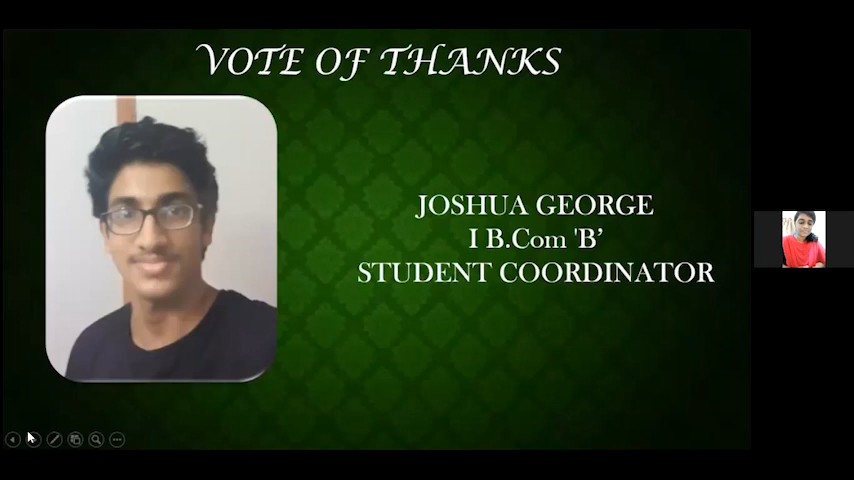 VOTE OF THANKS
JOSHUA GEORGE
I B.Com 'B’
STUDENT COORDINATOR